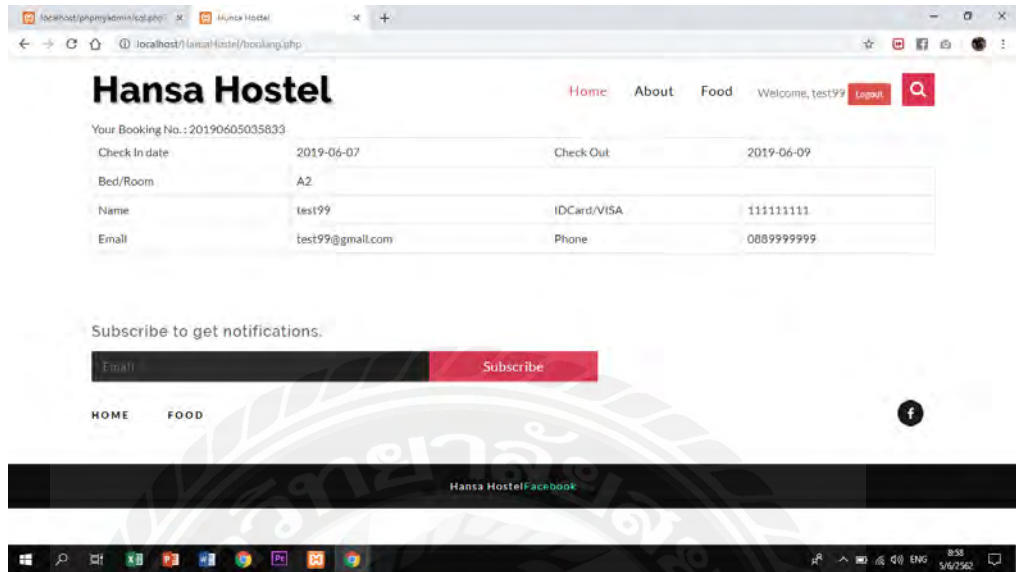 localhost/phpmyadmin/sql.php
Hunsa Hostel
localhost/HansaHostel/booking.php
Hansa Hostel
Home About Food Welcome, test99 Logout
Your Booking No. : 20190605035833
Check In date 2019-06-07 Check Out 2019-06-09
Bed/Room A2
Name test99 IDCard/VISA 111111111
Email test99@gmail.com Phone 0889999999
Subscribe to get notifications.
Email Subscribe
HOME FOOD
Hansa HostelFacebook
ENG 8:58
5/6/2562